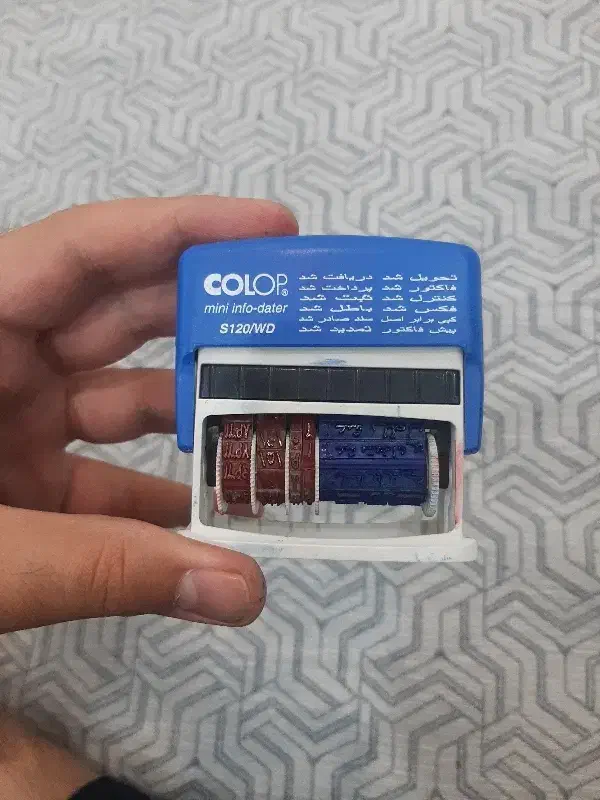 COLOP®
mini info-dater
S120/WD
تحویل شد دریافت شد
فاکتور شد پرداخت شد
کنترل شد ثبت شد
فکس شد باطل شد
کپی برابر اصل سند صادر شد
پیش فاکتور تمدید شد